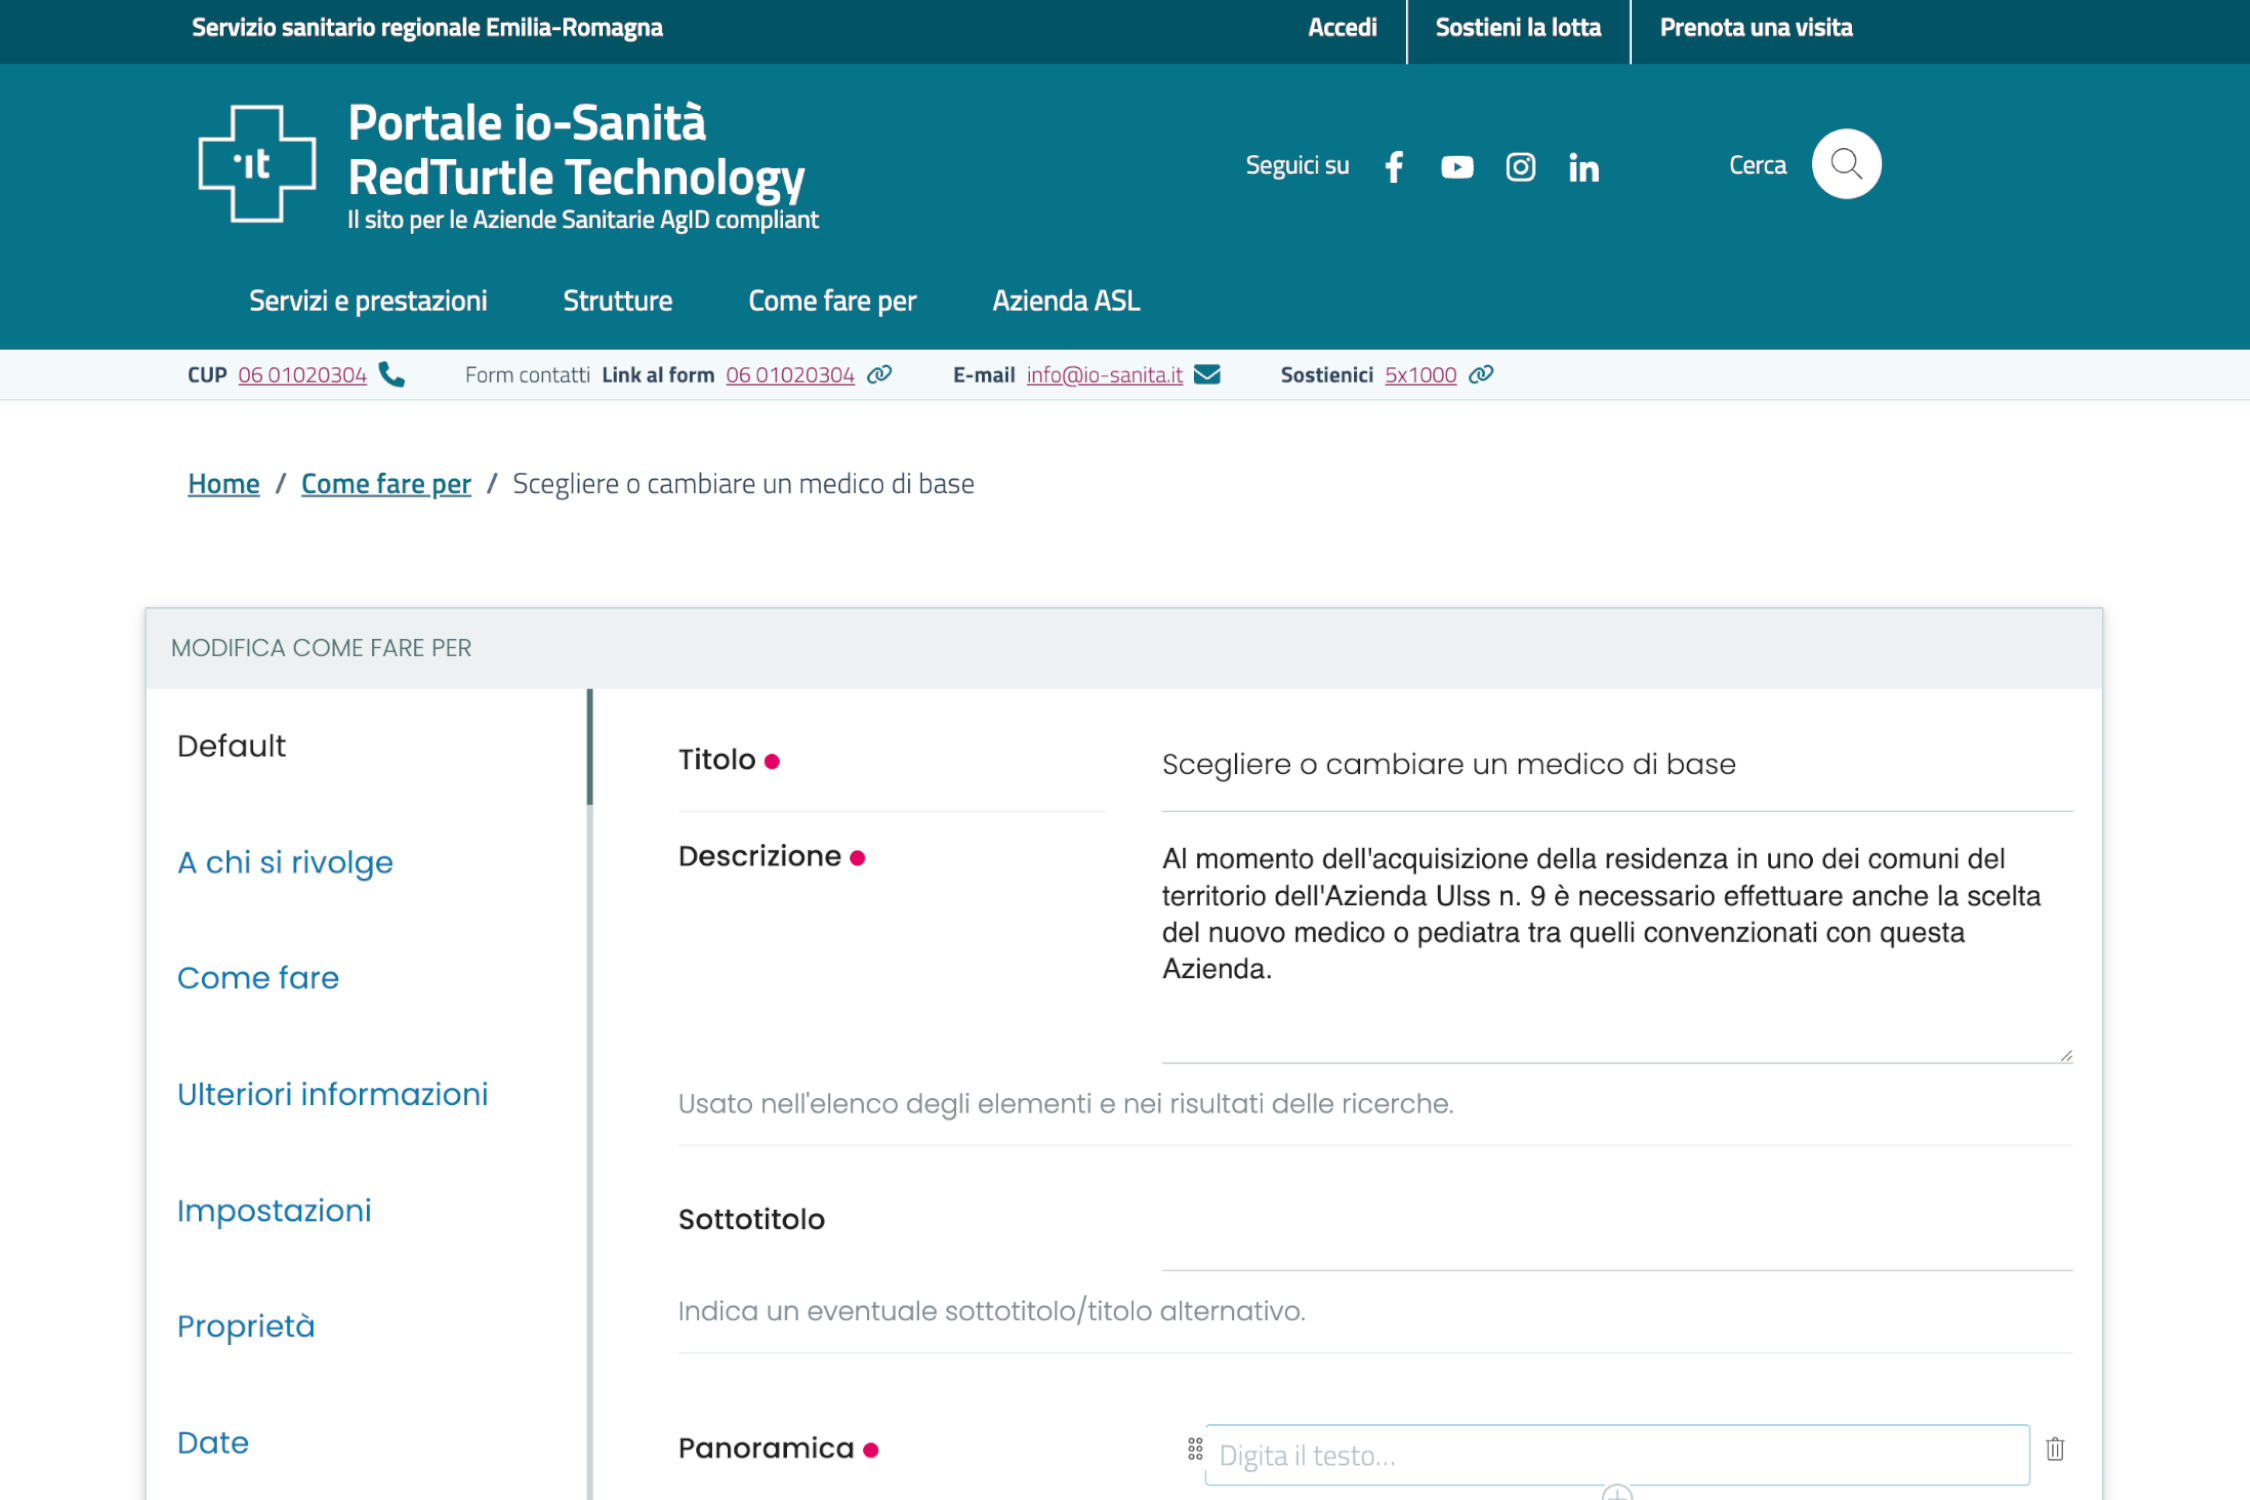 Servizio sanitario regionale Emilia-Romagna
Accedi
Sostieni la lotta
Prenota una visita
·it
Portale io-Sanità
RedTurtle Technology
Il sito per le Aziende Sanitarie AgID compliant
Seguici su
Cerca
Servizi e prestazioni
Strutture
Come fare per
Azienda ASL
CUP 06 01020304
Form contatti Link al form 06 01020304
E-mail info@io-sanita.it
Sostienici 5x1000
Home / Come fare per / Scegliere o cambiare un medico di base
MODIFICA COME FARE PER
Default
A chi si rivolge
Come fare
Ulteriori informazioni
Impostazioni
Proprietà
Date
Titolo
Scegliere o cambiare un medico di base
Descrizione
Al momento dell'acquisizione della residenza in uno dei comuni del
territorio dell'Azienda Ulss n. 9 è necessario effettuare anche la scelta
del nuovo medico o pediatra tra quelli convenzionati con questa
Azienda.
Usato nell'elenco degli elementi e nei risultati delle ricerche.
Sottotitolo
Indica un eventuale sottotitolo/titolo alternativo.
Panoramica
Digita il testo...